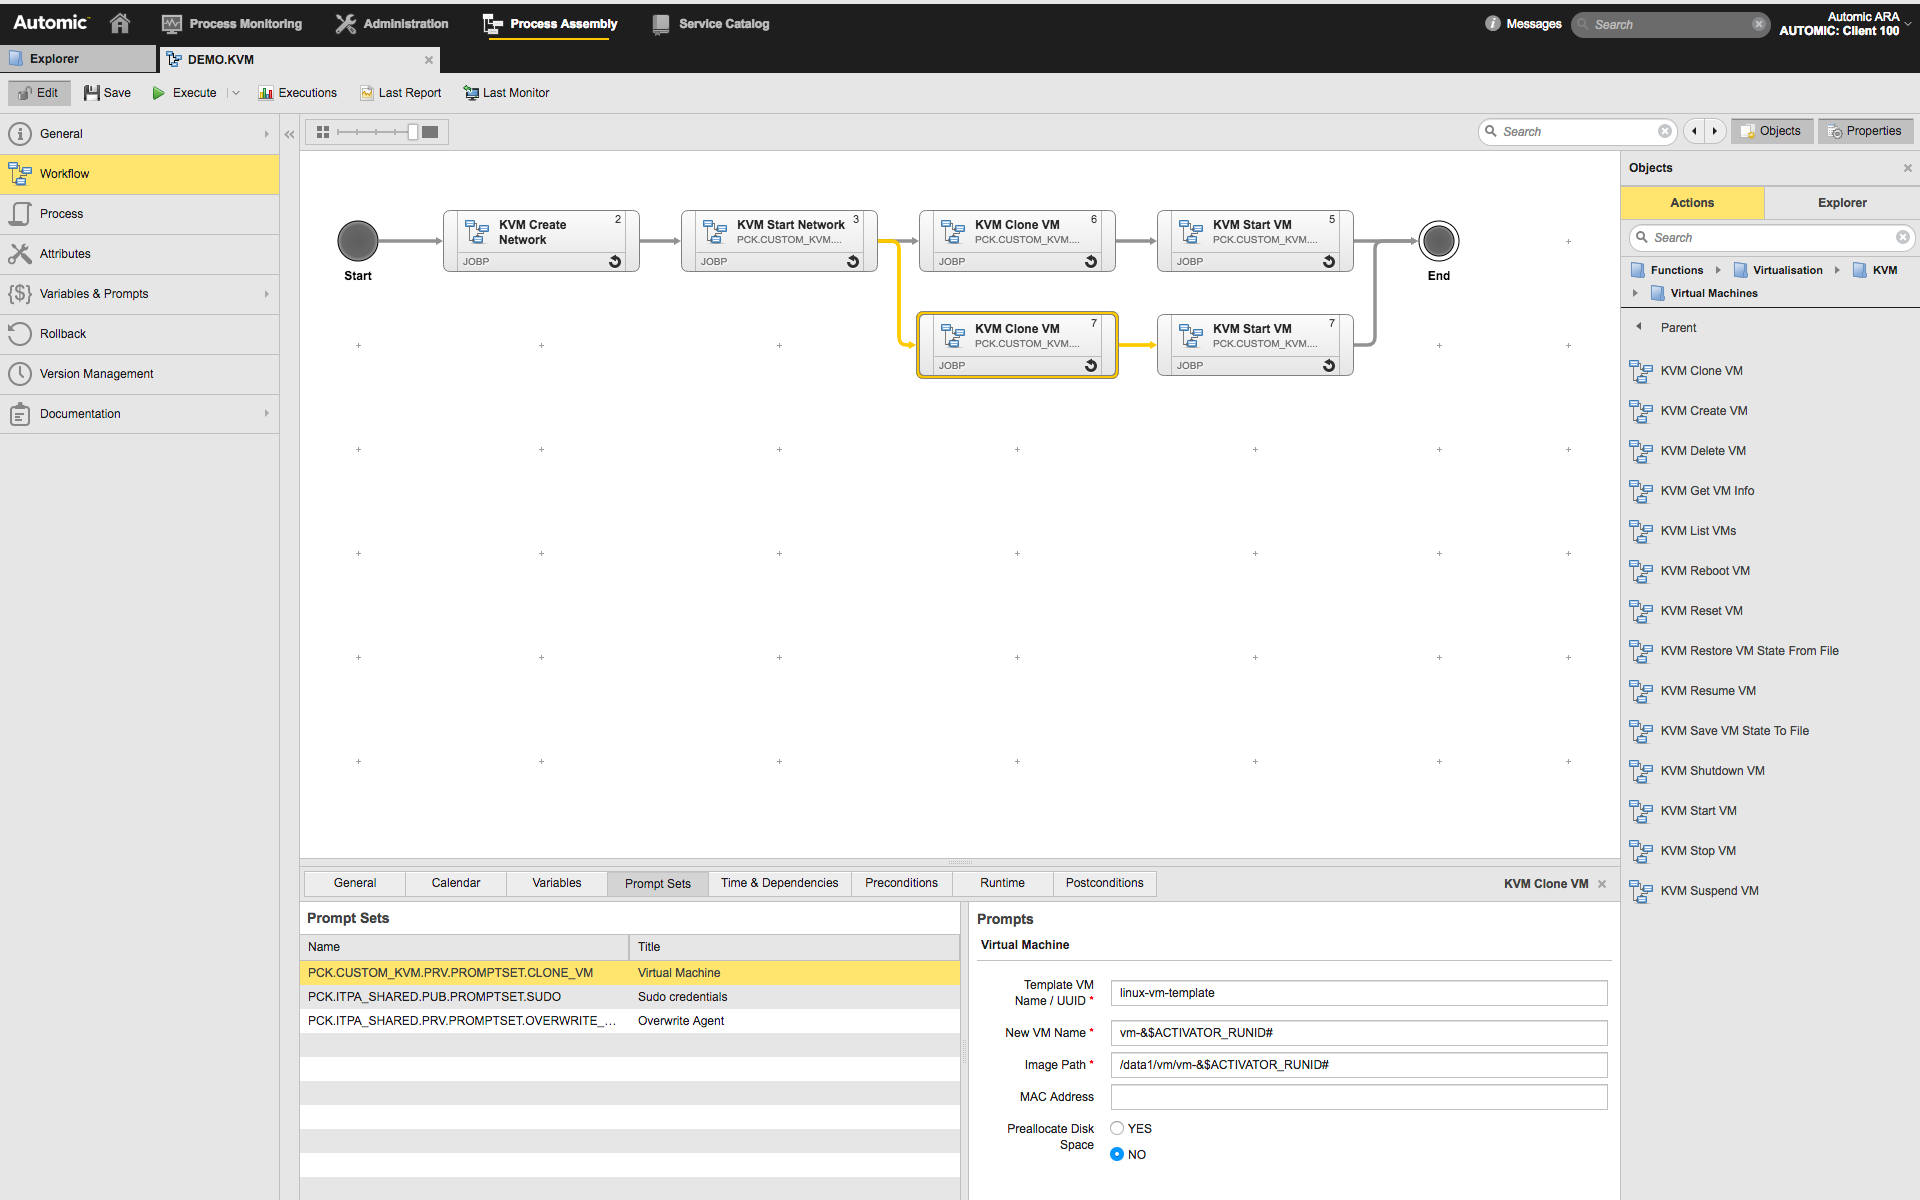 Automic
Process Monitoring
Administration
Process Assembly
Service Catalog
Messages
Search
Automic ARA
AUTOMIC: Client 100
Explorer
DEMO.KVM
Edit
Save
Execute
Executions
Last Report
Last Monitor
General
Workflow
Process
Attributes
Variables & Prompts
Rollback
Version Management
Documentation
Search
Objects
Properties
Start
KVM Create
Network
2
JOBP
KVM Start Network
3
PCK.CUSTOM_KVM....
JOBP
KVM Clone VM
6
PCK.CUSTOM_KVM....
JOBP
KVM Start VM
5
PCK.CUSTOM_KVM....
JOBP
End
KVM Clone VM
7
PCK.CUSTOM_KVM....
JOBP
KVM Start VM
7
PCK.CUSTOM_KVM....
JOBP
Objects
Actions
Explorer
Search
Functions
Virtualisation
KVM
Virtual Machines
Parent
KVM Clone VM
KVM Create VM
KVM Delete VM
KVM Get VM Info
KVM List VMs
KVM Reboot VM
KVM Reset VM
KVM Restore VM State From File
KVM Resume VM
KVM Save VM State To File
KVM Shutdown VM
KVM Start VM
KVM Stop VM
KVM Suspend VM
General
Calendar
Variables
Prompt Sets
Time & Dependencies
Preconditions
Runtime
Postconditions
KVM Clone VM
Prompt Sets
Name
Title
PCK.CUSTOM_KVM.PRV.PROMPTSET.CLONE_VM
Virtual Machine
PCK.ITPA_SHARED.PUB.PROMPTSET.SUDO
Sudo credentials
PCK.ITPA_SHARED.PRV.PROMPTSET.OVERWRITE_...
Overwrite Agent
Prompts
Virtual Machine
Template VM
Name / UUID *
linux-vm-template
New VM Name *
vm-&$ACTIVATOR_RUNID#
Image Path *
/data1/vm/vm-&$ACTIVATOR_RUNID#
MAC Address
Preallocate Disk
Space
YES
NO